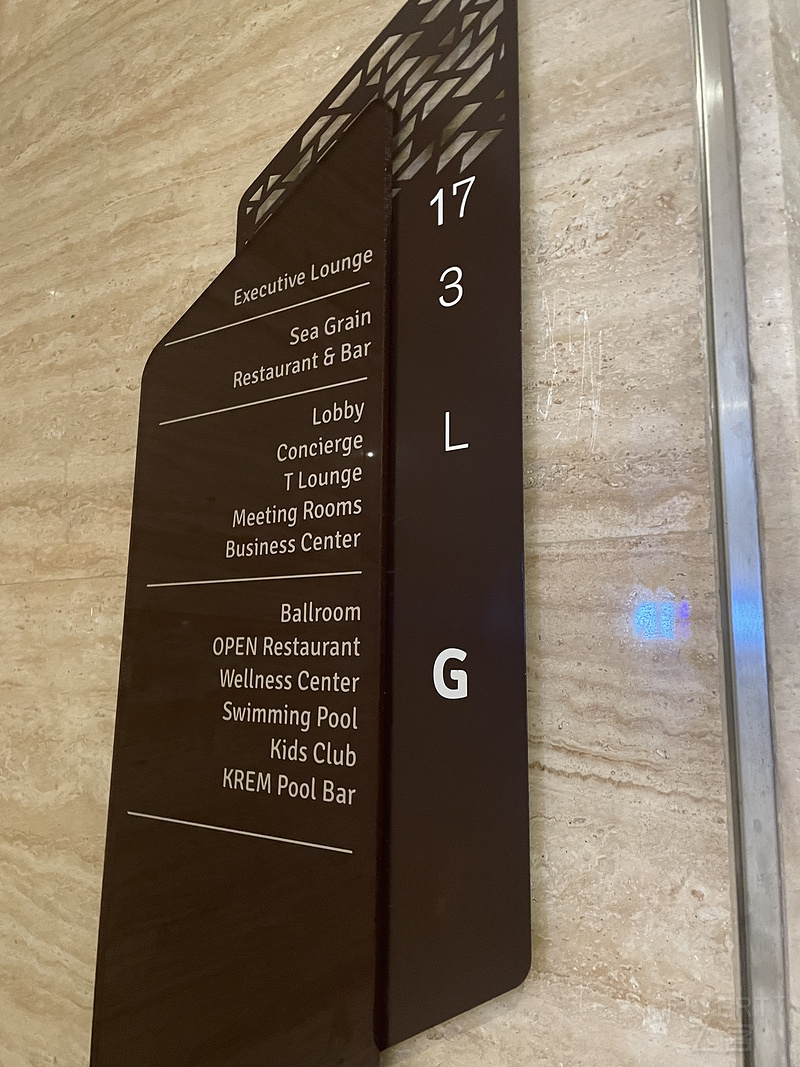 17
Executive Lounge
3
Sea Grain
Restaurant & Bar
L
Lobby
Concierge
T Lounge
Meeting Rooms
Business Center
G
Ballroom
OPEN Restaurant
Wellness Center
Swimming Pool
Kids Club
KREM Pool Bar